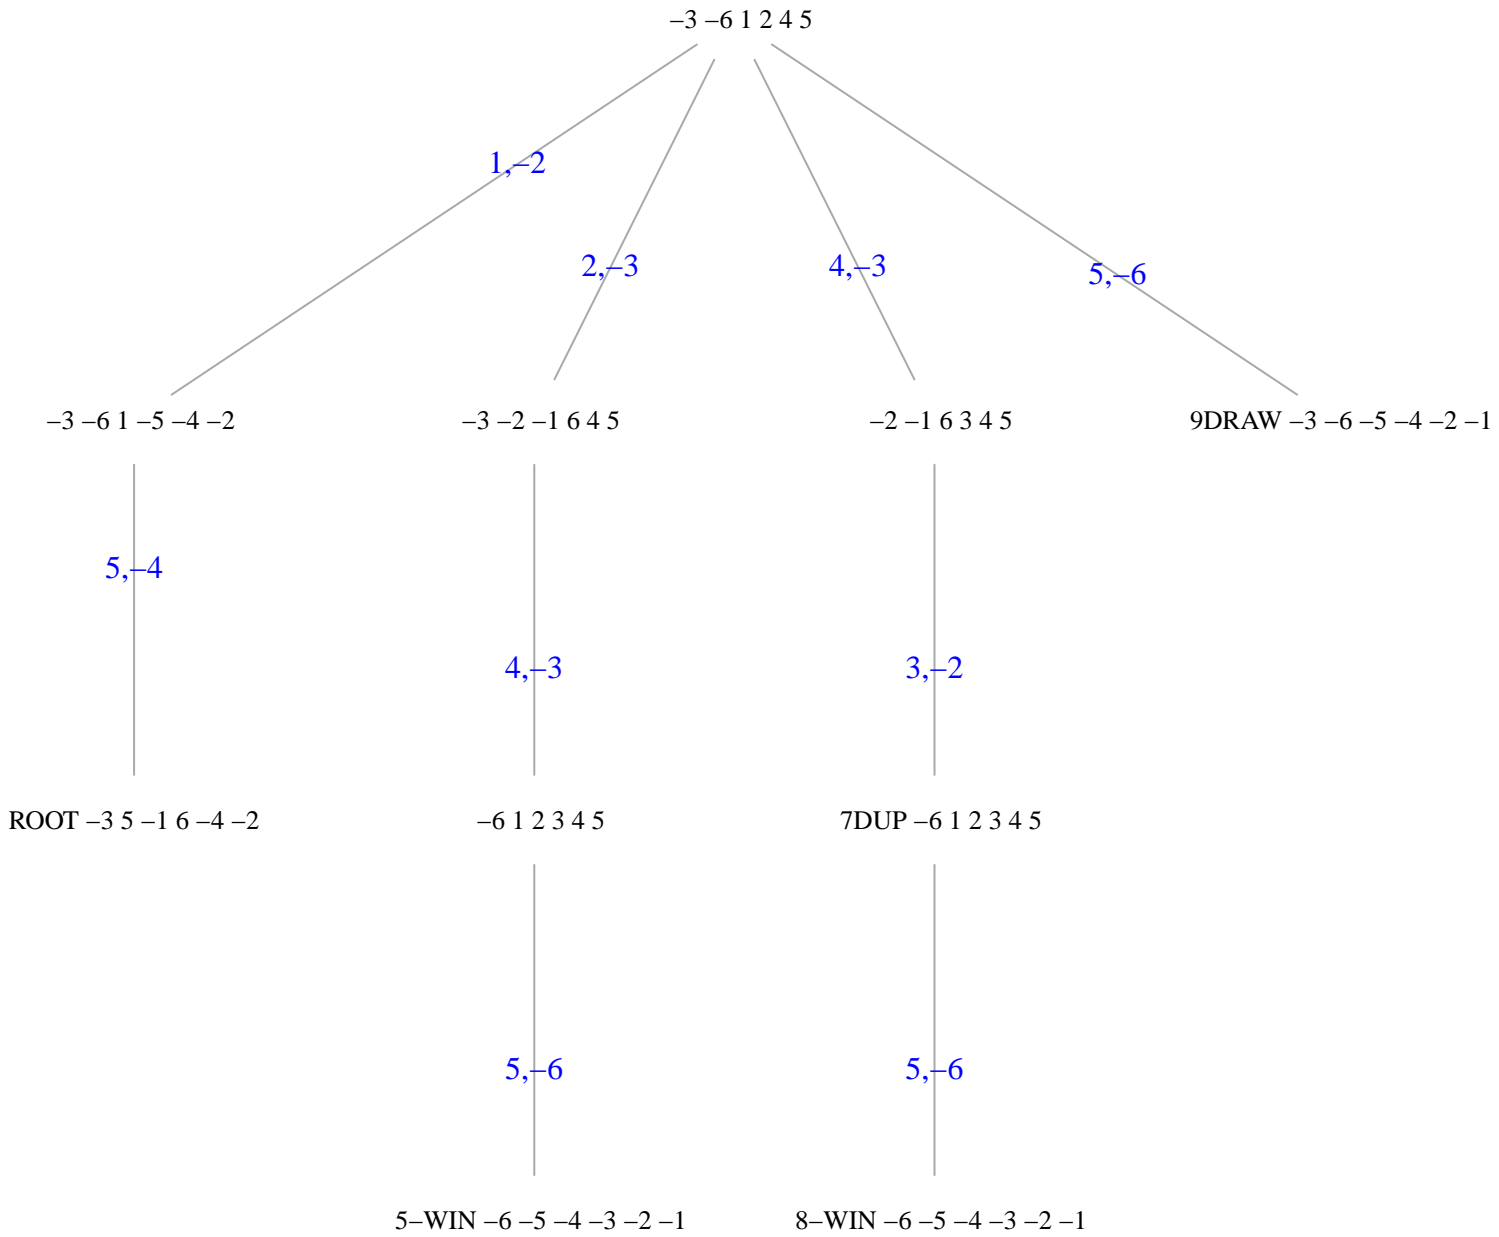 –3 –6 1 2 4 5
1,–2
2,–3
4,–3
5,–6
–3 –6 1 –5 –4 –2
–3 –2 –1 6 4 5
–2 –1 6 3 4 5
9DRAW –3 –6 –5 –4 –2 –1
5,–4
4,–3
3,–2
ROOT –3 5 –1 6 –4 –2
–6 1 2 3 4 5
7DUP –6 1 2 3 4 5
5,–6
5,–6
5–WIN –6 –5 –4 –3 –2 –1
8–WIN –6 –5 –4 –3 –2 –1